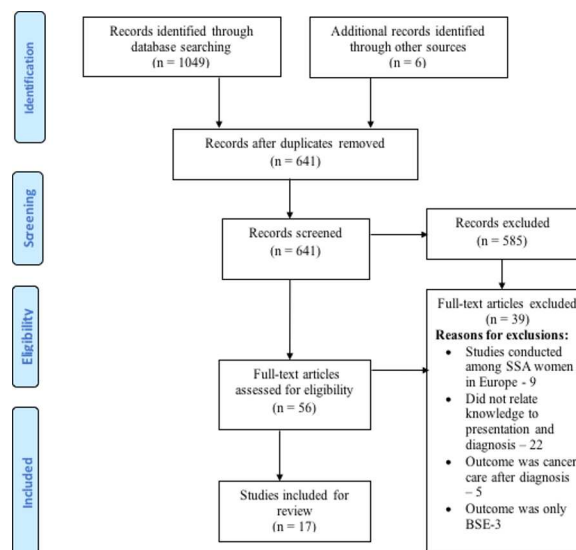 Identification
Records identified through
database searching
(n = 1049)
Additional records identified
through other sources
(n = 6)
Records after duplicates removed
(n = 641)
Screening
Records screened
(n = 641)
Records excluded
(n = 585)
Eligibility
Full-text articles
assessed for eligibility
(n = 56)
Full-text articles excluded
(n = 39)
Reasons for exclusions:
• Studies conducted
among SSA women
in Europe - 9
• Did not relate
knowledge to
presentation and
diagnosis – 22
• Outcome was cancer
care after diagnosis
– 5
• Outcome was only
BSE-3
Included
Studies included for
review
(n = 17)